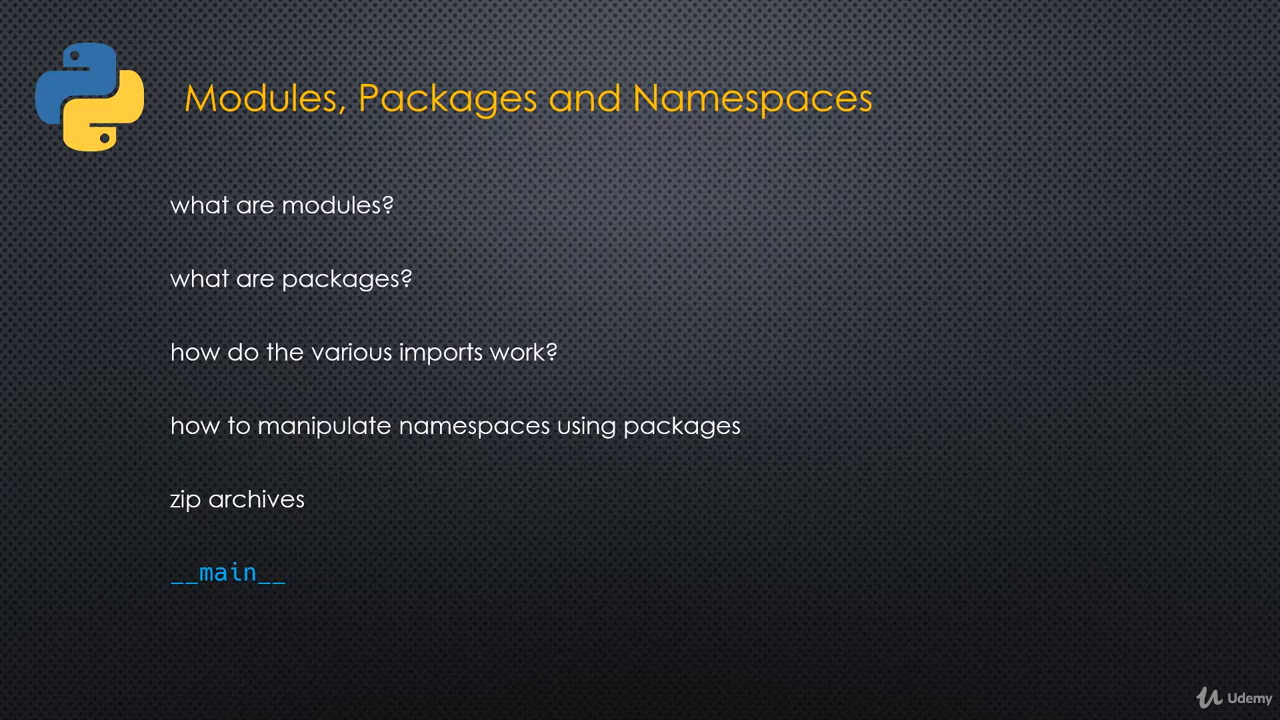 Modules, Packages and Namespaces
what are modules?
what are packages?
how do the various imports work?
how to manipulate namespaces using packages
zip archives
__main__
Udemy